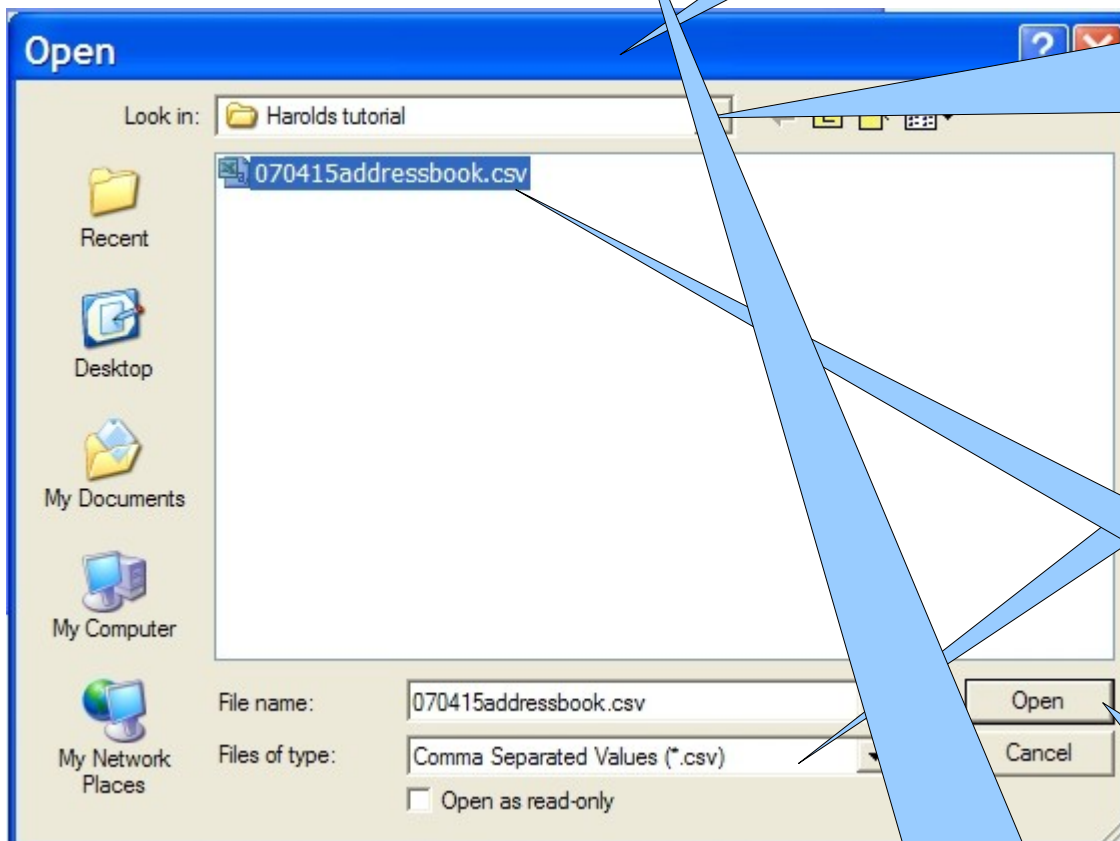 Open
Look in: Harolds tutorial
070415addressbook.csv
Recent
Desktop
My Documents
My Computer
My Network
Places
File name: 070415addressbook.csv
Open
Files of type: Comma Separated Values (*.csv)
Cancel
Open as read-only